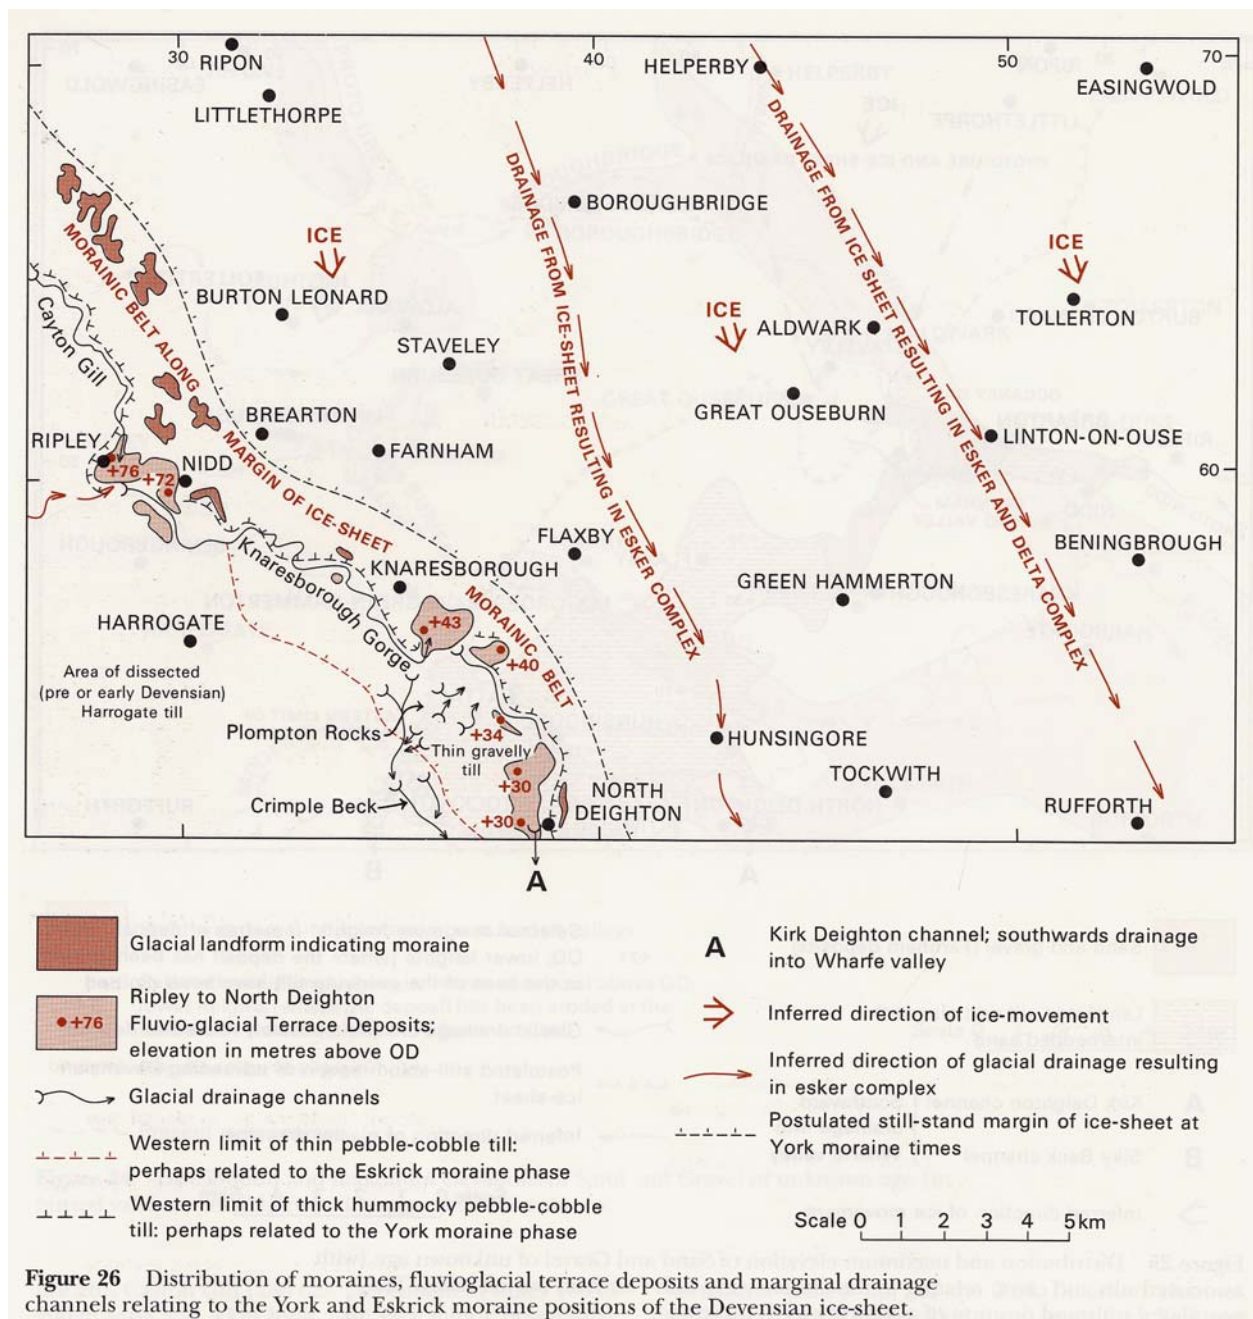 30
40
50
70
RIPON
HELPERBY
EASINGWOLD
LITTLETHORPE
DRAINAGE FROM ICE-SHEET RESULTING IN ESKER COMPLEX
DRAINAGE FROM ICE SHEET RESULTING IN ESKER AND DELTA COMPLEX
BOROUGHBRIDGE
MORAINIC BELT ALONG
MARGIN OF ICE-SHEET
ICE
ICE
ICE
BURTON LEONARD
TOLLERTON
ALDWARK
Cayton Gill
STAVELEY
GREAT OUSEBURN
BREARTON
LINTON-ON-OUSE
RIPLEY
FARNHAM
+76
+72
NIDD
60
FLAXBY
BENINGBROUGH
KNARESBOROUGH
GREEN HAMMERTON
Knaresborough Gorge
MORAINIC BELT
HARROGATE
+43
+40
Area of dissected
(pre or early Devensian)
Harrogate till
Plompton Rocks
+34
HUNSINGORE
Thin gravelly
till
+30
TOCKWITH
Crimple Beck
+30
NORTH
DEIGHTON
RUFFORTH
A
Glacial landform indicating moraine
+76
Ripley to North Deighton
Fluvio-glacial Terrace Deposits;
elevation in metres above OD
Glacial drainage channels
Western limit of thin pebble-cobble till:
perhaps related to the Eskrick moraine phase
Western limit of thick hummocky pebble-cobble
till: perhaps related to the York moraine phase
A
Kirk Deighton channel; southwards drainage
into Wharfe valley
Inferred direction of ice-movement
Inferred direction of glacial drainage resulting
in esker complex
Postulated still-stand margin of ice-sheet at
York moraine times
Scale 0 1 2 3 4 5km
Figure 26 Distribution of moraines, fluvioglacial terrace deposits and marginal drainage
channels relating to the York and Eskrick moraine positions of the Devensian ice-sheet.